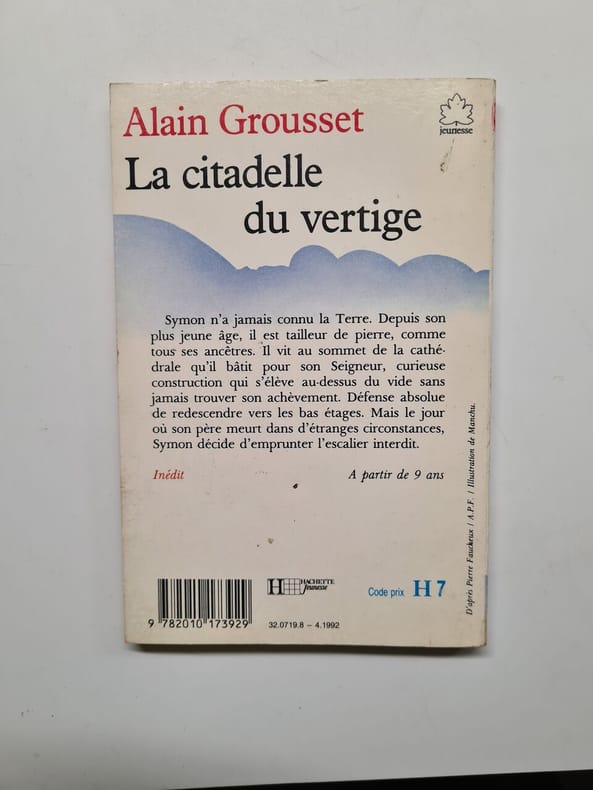 Alain Grousset
jeunesse
La citadelle
du vertige
Symon n'a jamais connu la Terre. Depuis son
plus jeune âge, il est tailleur de pierre, comme
tous ses ancêtres. Il vit au sommet de la cathé-
drale qu'il bâtit pour son Seigneur, curieuse
construction qui s'élève au-dessus du vide sans
jamais trouver son achèvement. Défense absolue
de redescendre vers les bas étages. Mais le jour
où son père meurt dans d'étranges circonstances,
Symon décide d'emprunter l'escalier interdit.
Inédit
A partir de 9 ans
D'après Pierre Faucheux / A.P.F. / Illustration de Manchu.
H HACHETTE
Jeunesse
Code prix H 7
9 782010 173929
32.0719.8 – 4.1992